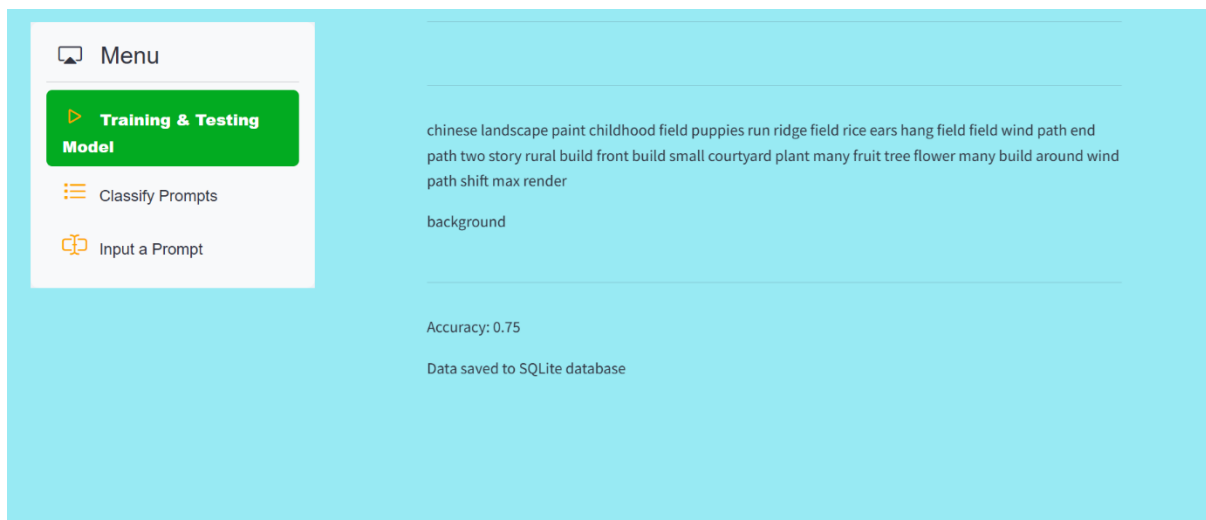 Menu
Training & Testing
Model
Classify Prompts
Input a Prompt
chinese landscape paint childhood field puppies run ridge field rice ears hang field field wind path end
path two story rural build front build small courtyard plant many fruit tree flower many build around wind
path shift max render
background
Accuracy: 0.75
Data saved to SQLite database